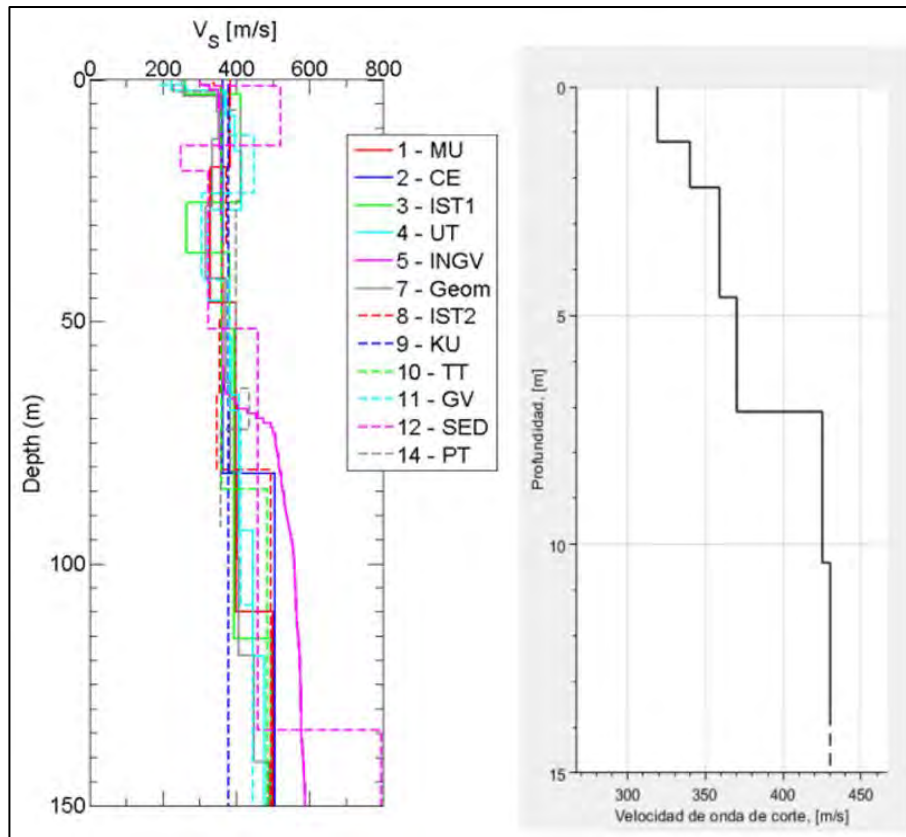 V_S [m/s]
0 200 400 600 800
0
50
100
150
Depth (m)
1 - MU
2 - CE
3 - IST1
4 - UT
5 - INGV
7 - Geom
8 - IST2
9 - KU
10 - TT
11 - GV
12 - SED
14 - PT
0
5
10
15
Profundidad, [m]
300 350 400 450
Velocidad de onda de corte, [m/s]